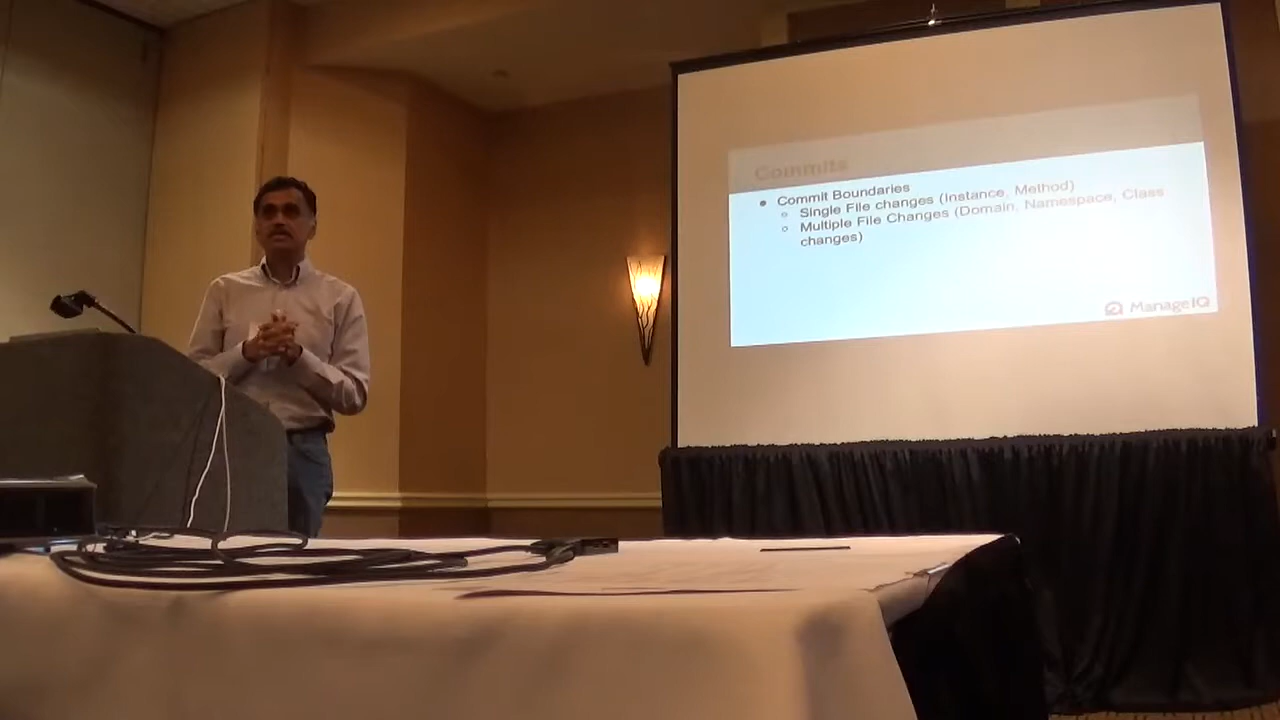 Commits
● Commit Boundaries
○ Single File changes (Instance, Method)
○ Multiple File Changes (Domain, Namespace, Class
changes)
ManageIQ